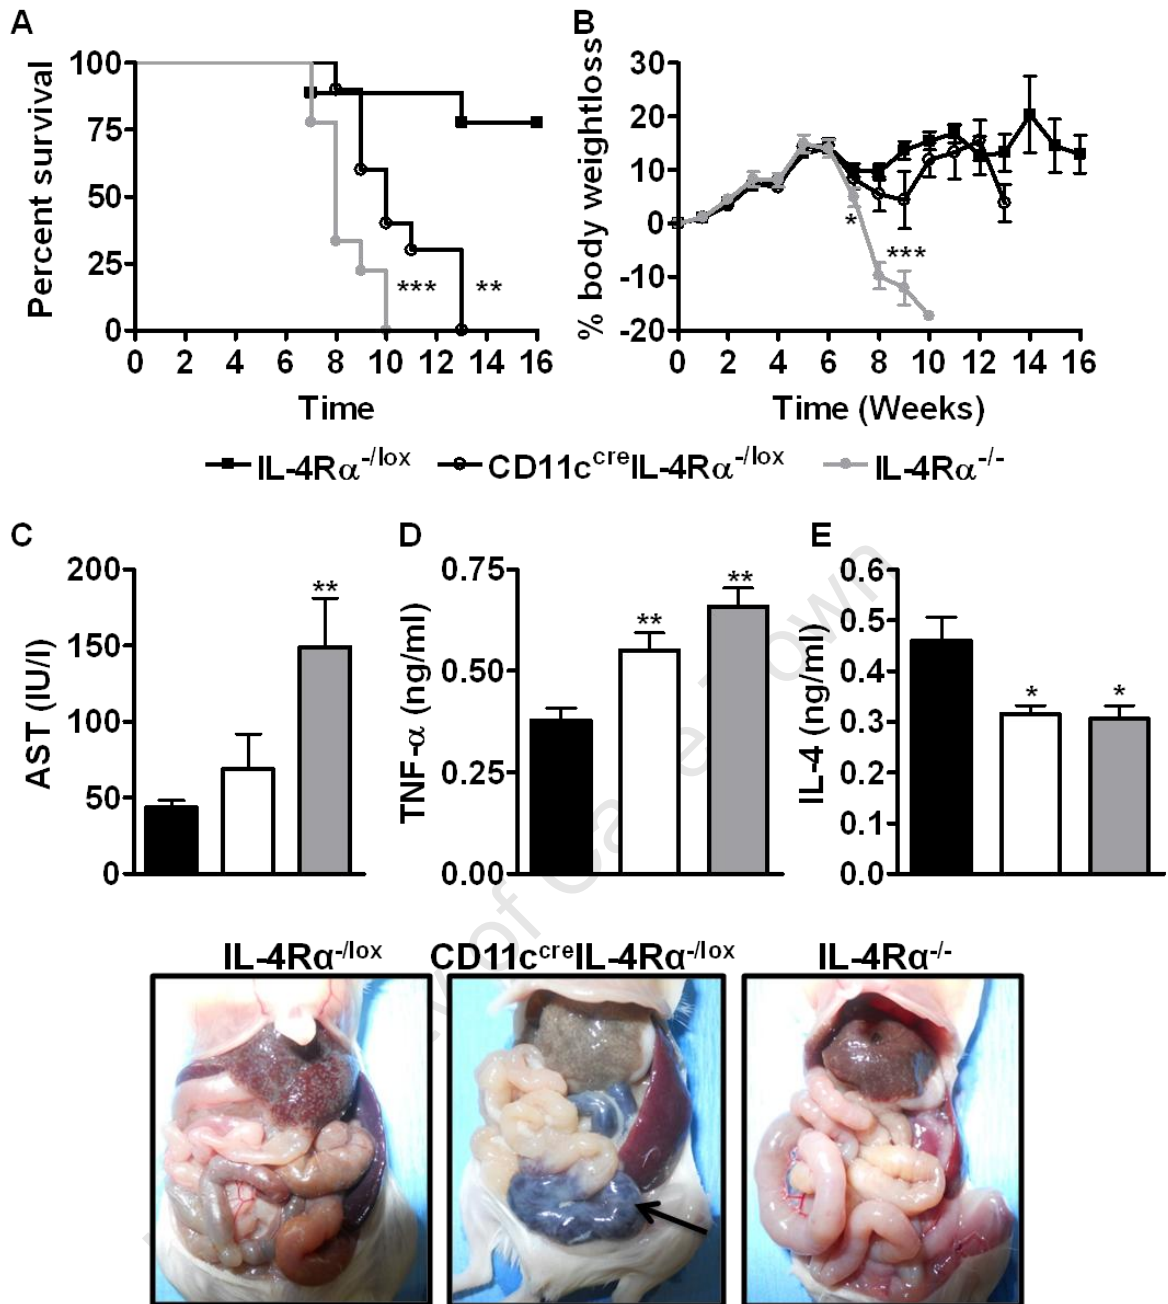 A
B
Percent survival
100
75
50
25
0
0 2 4 6 8 10 12 14 16
Time
*** **
% body weightloss
30
20
10
0
-10
-20
0 2 4 6 8 10 12 14 16
Time (Weeks)
*
***
IL-4Rα-/lox CD11ccreIL-4Rα-/lox IL-4Rα-/-
C
D
E
AST (IU/l)
200
150
100
50
0
**
TNF-α (ng/ml)
0.75
0.50
0.25
0.00
**
**
IL-4 (ng/ml)
0.6
0.5
0.4
0.3
0.2
0.1
0.0
*
*
IL-4Rα-/lox CD11ccreIL-4Rα-/lox IL-4Rα-/-